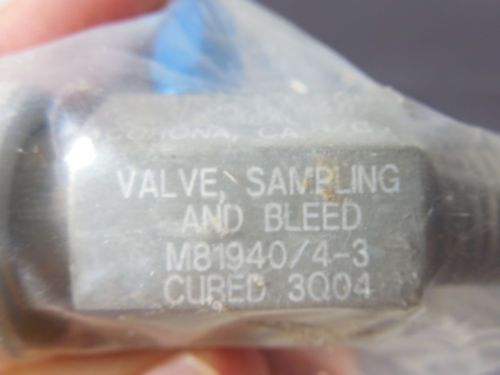 CORONA, CA
VALVE, SAMPLING
AND BLEED
M81940/4-3
CURED 3Q04